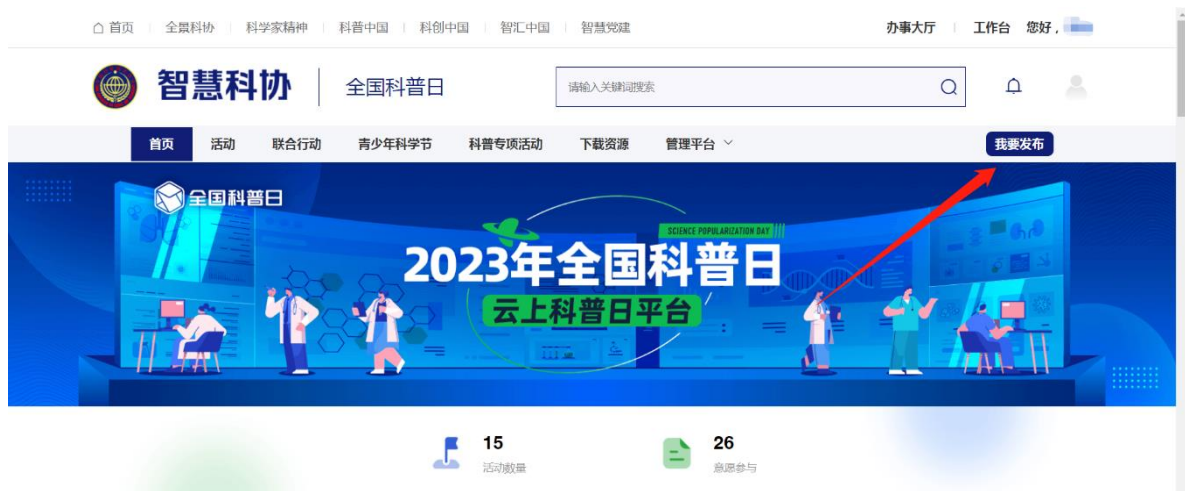 首页 全景科协 科学家精神 科普中国 科创中国 智汇中国 智慧党建 办事大厅 工作台 您好，
智慧科协 全国科普日 请输入关键词搜索
首页 活动 联合行动 青少年科学节 科普专项活动 下载资源 管理平台 我要发布
全国科普日
SCIENCE POPULARIZATION DAY
2023年全国科普日
云上科普日平台
15 26
活动数量 意愿参与